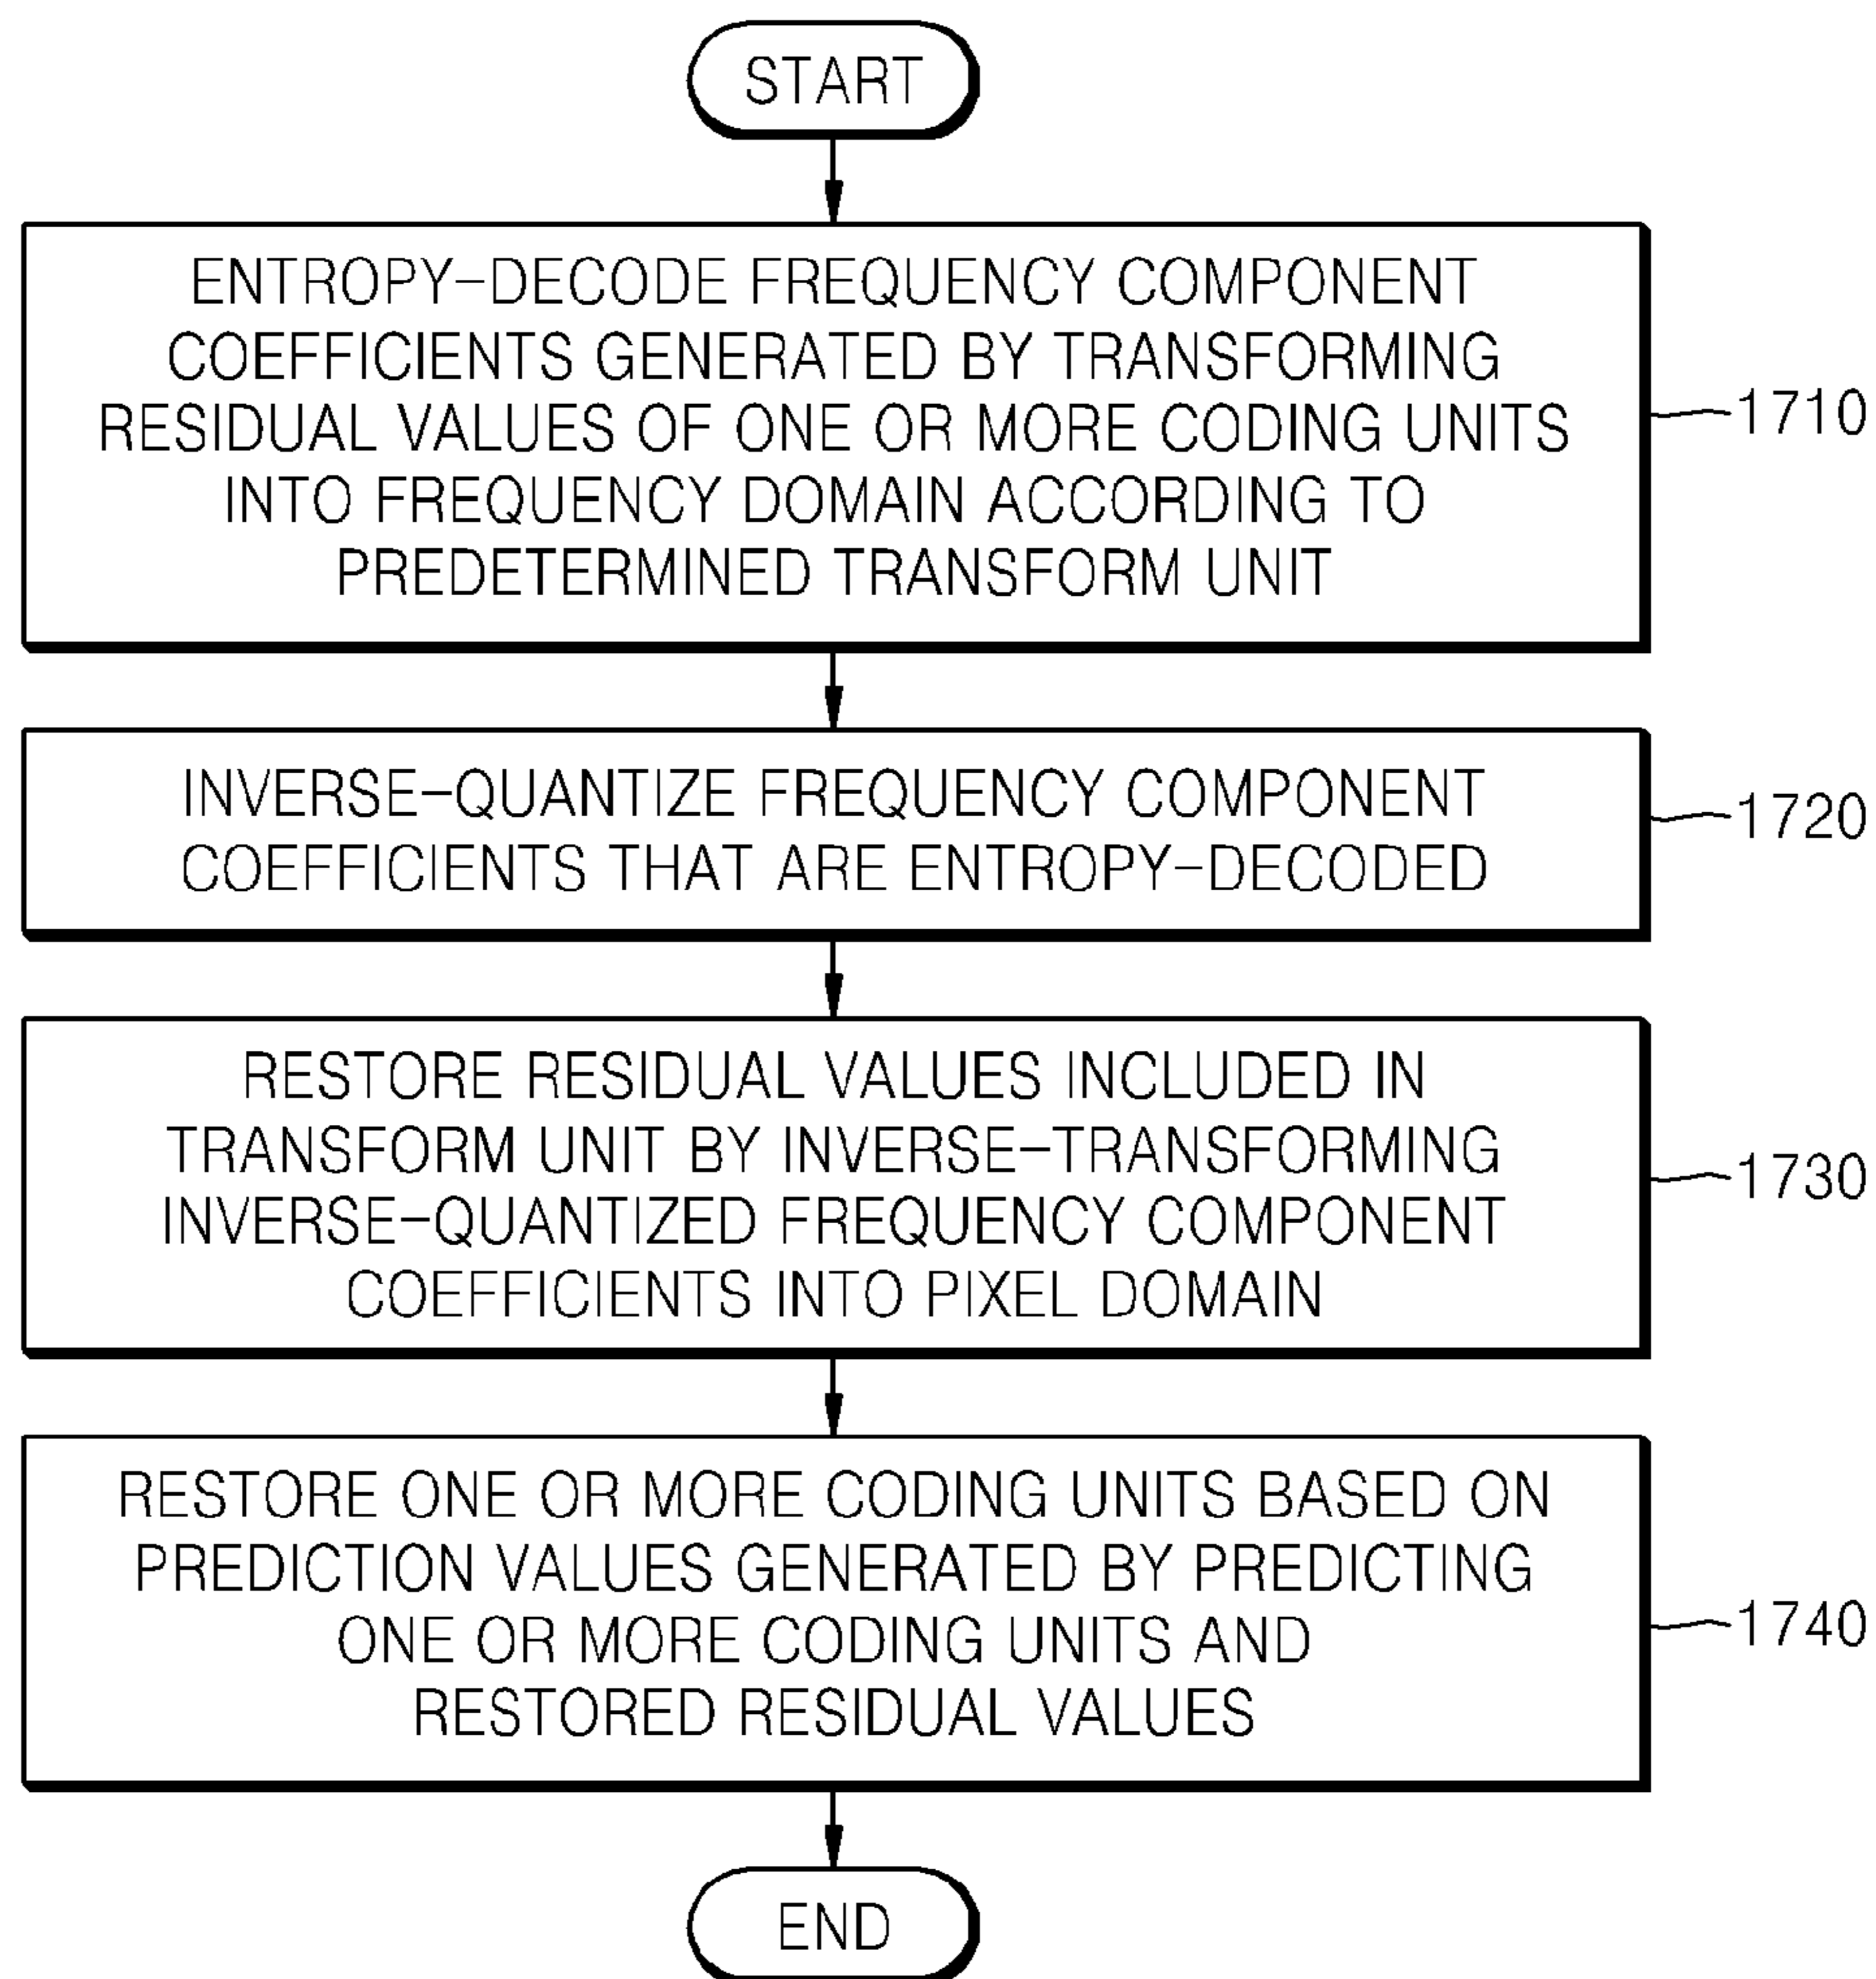 START
ENTROPY-DECODE FREQUENCY COMPONENT
COEFFICIENTS GENERATED BY TRANSFORMING
RESIDUAL VALUES OF ONE OR MORE CODING UNITS
INTO FREQUENCY DOMAIN ACCORDING TO
PREDETERMINED TRANSFORM UNIT
1710
INVERSE-QUANTIZE FREQUENCY COMPONENT
COEFFICIENTS THAT ARE ENTROPY-DECODED
1720
RESTORE RESIDUAL VALUES INCLUDED IN
TRANSFORM UNIT BY INVERSE-TRANSFORMING
INVERSE-QUANTIZED FREQUENCY COMPONENT
COEFFICIENTS INTO PIXEL DOMAIN
1730
RESTORE ONE OR MORE CODING UNITS BASED ON
PREDICTION VALUES GENERATED BY PREDICTING
ONE OR MORE CODING UNITS AND
RESTORED RESIDUAL VALUES
1740
END